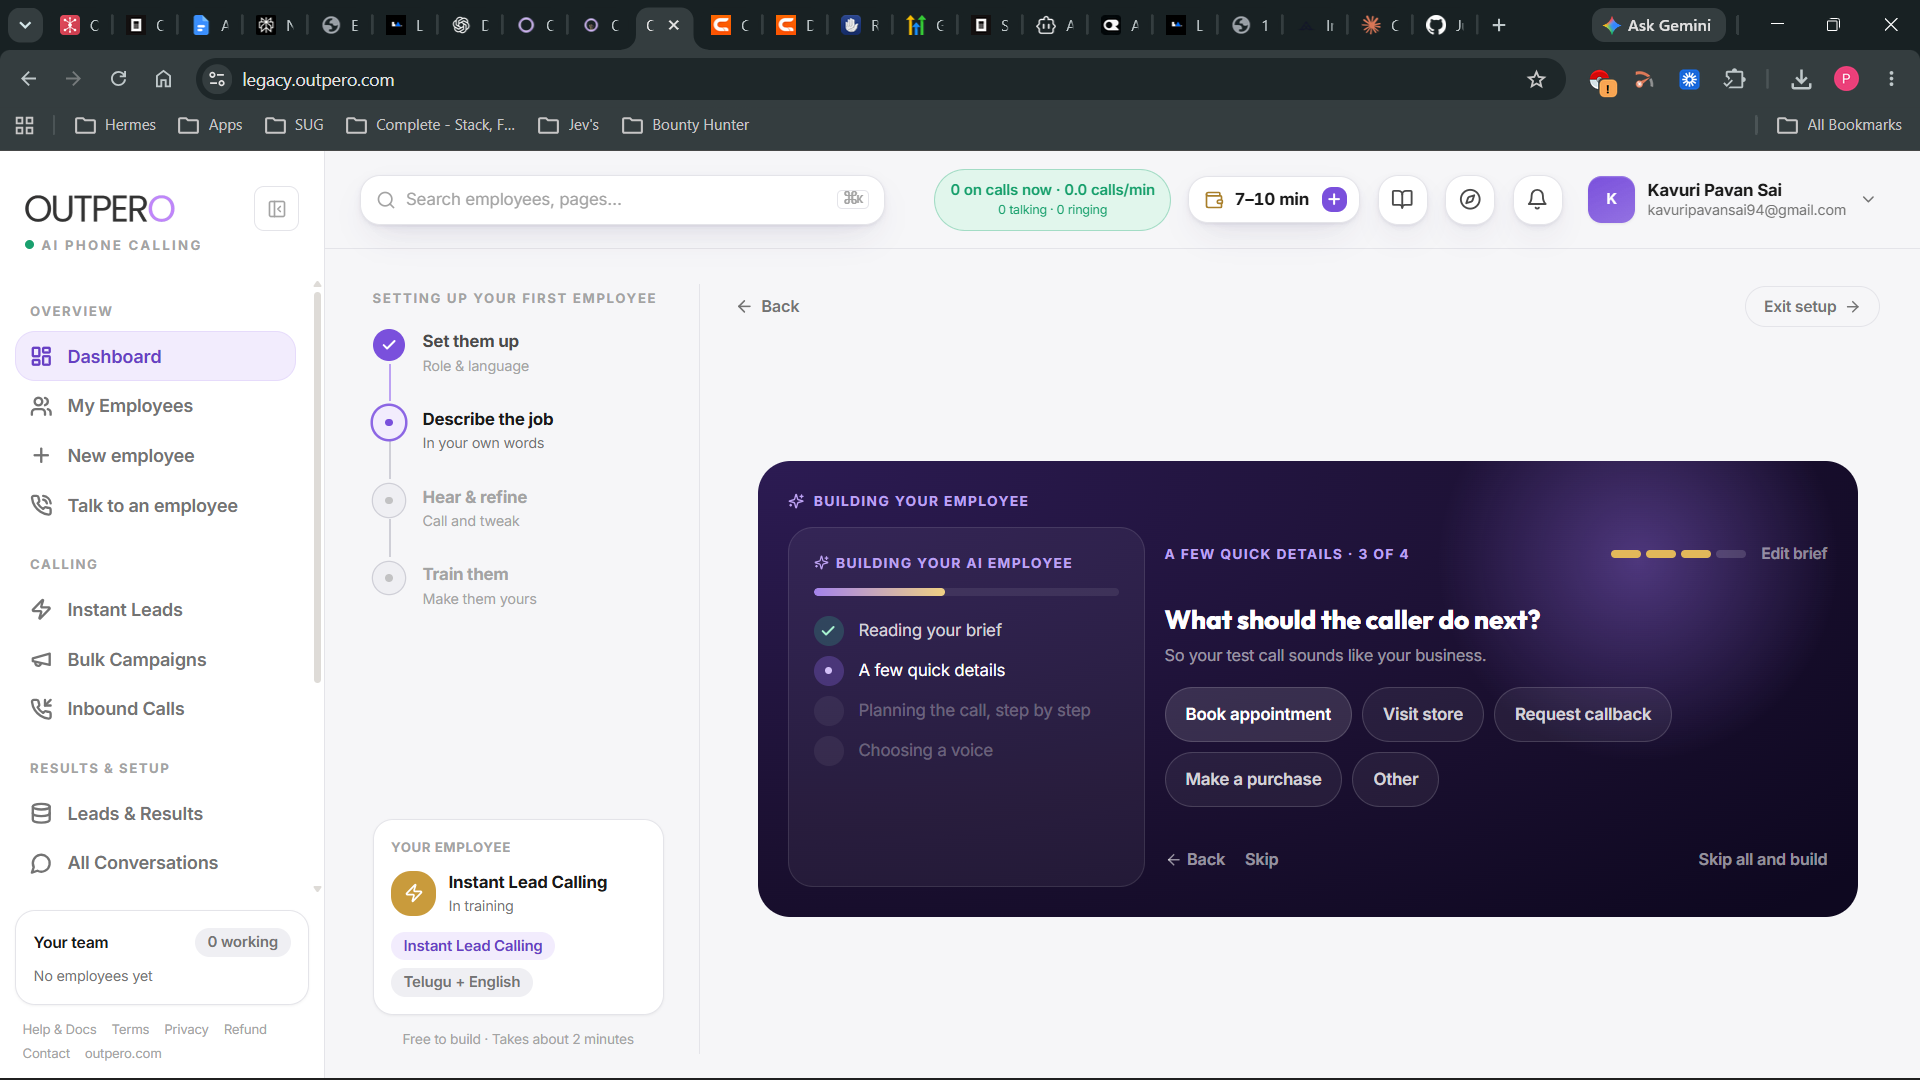 Ask Gemini
legacy.outpero.com
P
Hermes
Apps
SUG
Complete - Stack, F...
Jev's
Bounty Hunter
All Bookmarks
OUTPERO
AI PHONE CALLING
Search employees, pages...
⌘k
0 on calls now · 0.0 calls/min
0 talking · 0 ringing
7–10 min
K
Kavuri Pavan Sai
kavuripavansai94@gmail.com
OVERVIEW
Dashboard
My Employees
New employee
Talk to an employee
CALLING
Instant Leads
Bulk Campaigns
Inbound Calls
RESULTS & SETUP
Leads & Results
All Conversations
Your team
0 working
No employees yet
Help & Docs
Terms
Privacy
Refund
Contact
outpero.com
SETTING UP YOUR FIRST EMPLOYEE
Set them up
Role & language
Describe the job
In your own words
Hear & refine
Call and tweak
Train them
Make them yours
YOUR EMPLOYEE
Instant Lead Calling
In training
Instant Lead Calling
Telugu + English
Free to build · Takes about 2 minutes
← Back
Exit setup →
BUILDING YOUR EMPLOYEE
BUILDING YOUR AI EMPLOYEE
Reading your brief
A few quick details
Planning the call, step by step
Choosing a voice
A FEW QUICK DETAILS · 3 OF 4
Edit brief
What should the caller do next?
So your test call sounds like your business.
Book appointment
Visit store
Request callback
Make a purchase
Other
← Back
Skip
Skip all and build